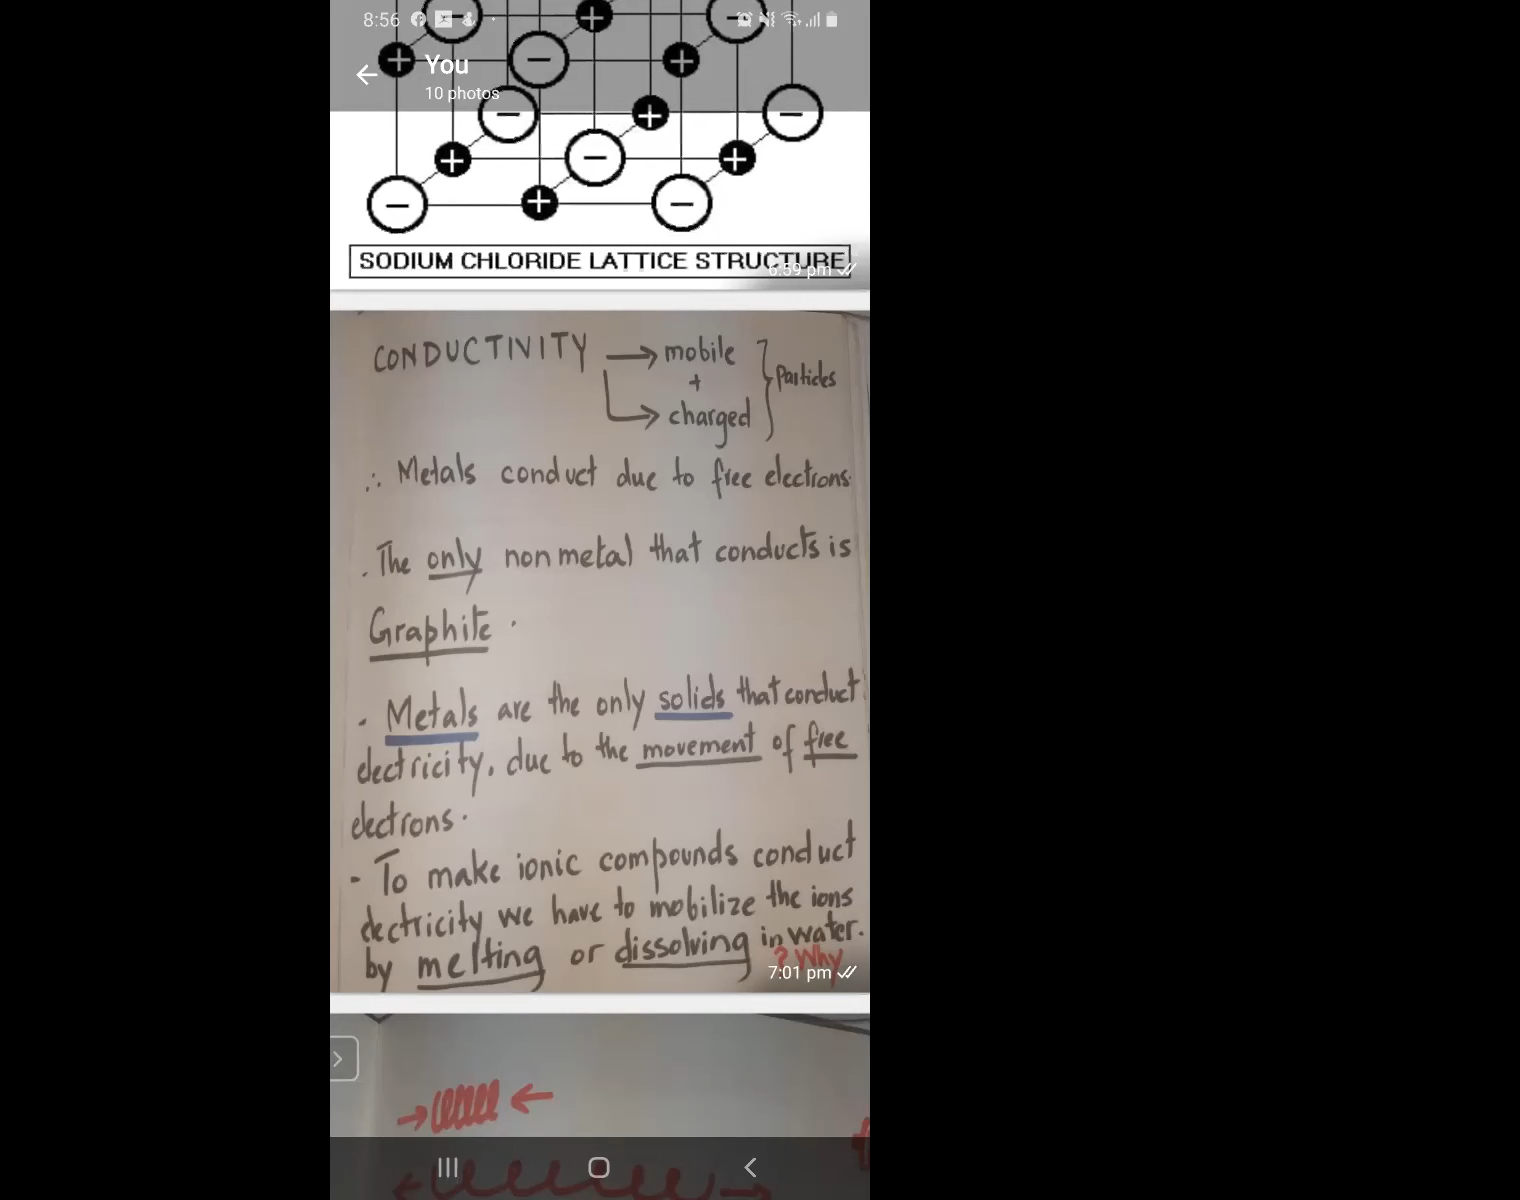 8:56
You
10 photos
SODIUM CHLORIDE LATTICE STRUCTURE
6:59 pm
CONDUCTIVITY → mobile
+
→ charged
} Particles
∴ Metals conduct due to free electrons.
. The only non metal that conducts is
Graphite .
. Metals are the only solids that conduct
electricity, due to the movement of free
electrons.
- To make ionic compounds conduct
electricity we have to mobilize the ions
by melting or dissolving in water.
? Why
7:01 pm